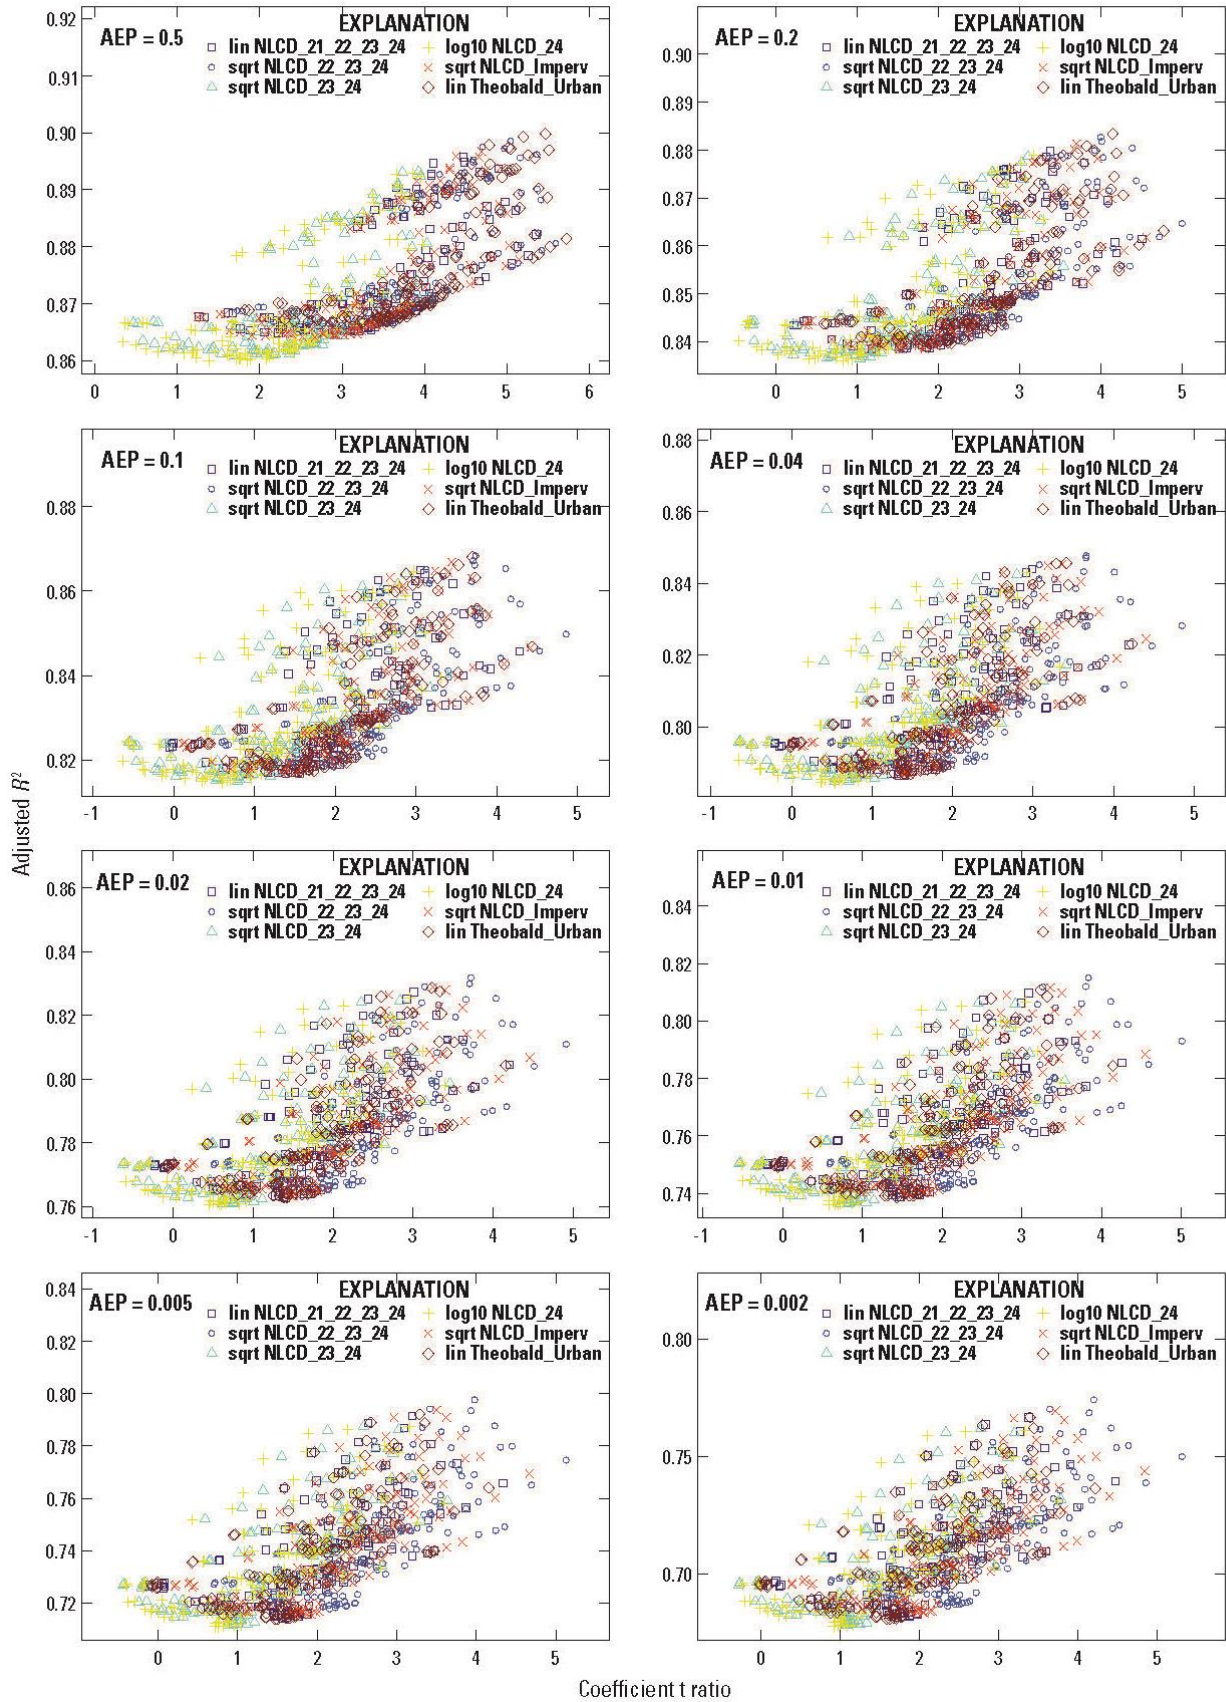 AEP = 0.5
EXPLANATION
lin NLCD_21_22_23_24
sqrt NLCD_22_23_24
sqrt NLCD_23_24
log10 NLCD_24
sqrt NLCD_Imperv
lin Theobald_Urban
0.92
0.91
0.90
0.89
0.88
0.87
0.86
0 1 2 3 4 5 6
AEP = 0.2
EXPLANATION
lin NLCD_21_22_23_24
sqrt NLCD_22_23_24
sqrt NLCD_23_24
log10 NLCD_24
sqrt NLCD_Imperv
lin Theobald_Urban
0.90
0.89
0.88
0.87
0.86
0.85
0.84
0 1 2 3 4 5
AEP = 0.1
EXPLANATION
lin NLCD_21_22_23_24
sqrt NLCD_22_23_24
sqrt NLCD_23_24
log10 NLCD_24
sqrt NLCD_Imperv
lin Theobald_Urban
0.88
0.86
0.84
0.82
-1 0 1 2 3 4 5
AEP = 0.04
EXPLANATION
lin NLCD_21_22_23_24
sqrt NLCD_22_23_24
sqrt NLCD_23_24
log10 NLCD_24
sqrt NLCD_Imperv
lin Theobald_Urban
0.88
0.86
0.84
0.82
0.80
-1 0 1 2 3 4 5
Adjusted R²
AEP = 0.02
EXPLANATION
lin NLCD_21_22_23_24
sqrt NLCD_22_23_24
sqrt NLCD_23_24
log10 NLCD_24
sqrt NLCD_Imperv
lin Theobald_Urban
0.86
0.84
0.82
0.80
0.78
0.76
-1 0 1 2 3 4 5
AEP = 0.01
EXPLANATION
lin NLCD_21_22_23_24
sqrt NLCD_22_23_24
sqrt NLCD_23_24
log10 NLCD_24
sqrt NLCD_Imperv
lin Theobald_Urban
0.84
0.82
0.80
0.78
0.76
0.74
-1 0 1 2 3 4 5
AEP = 0.005
EXPLANATION
lin NLCD_21_22_23_24
sqrt NLCD_22_23_24
sqrt NLCD_23_24
log10 NLCD_24
sqrt NLCD_Imperv
lin Theobald_Urban
0.84
0.82
0.80
0.78
0.76
0.74
0.72
0 1 2 3 4 5
AEP = 0.002
EXPLANATION
lin NLCD_21_22_23_24
sqrt NLCD_22_23_24
sqrt NLCD_23_24
log10 NLCD_24
sqrt NLCD_Imperv
lin Theobald_Urban
0.80
0.75
0.70
0 1 2 3 4 5
Coefficient t ratio